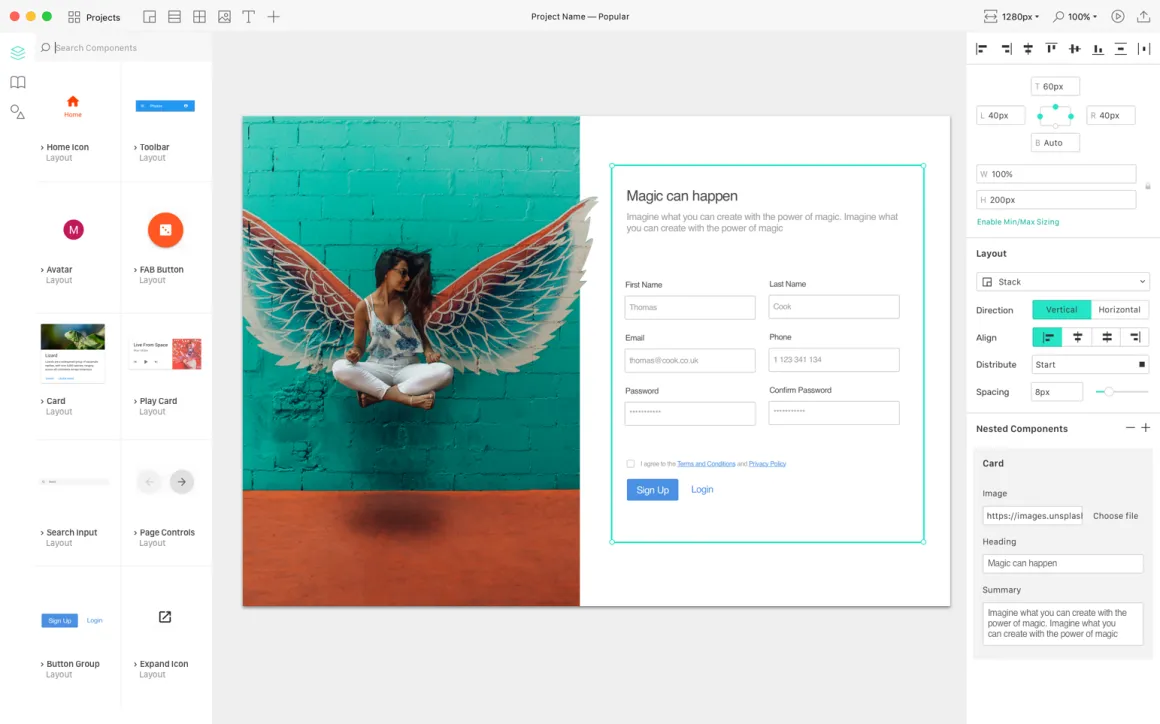 Projects
Project Name — Popular
1280px
100%
Search Components
Home
Photos
Home Icon
Layout
Toolbar
Layout
M
Avatar
Layout
FAB Button
Layout
Lizard
Live From Space
Card
Layout
Play Card
Layout
Search Input
Layout
Page Controls
Layout
Sign Up
Login
Button Group
Layout
Expand Icon
Layout
Magic can happen
Imagine what you can create with the power of magic. Imagine what
you can create with the power of magic
First Name
Last Name
Thomas
Cook
Email
Phone
thomas@cook.co.uk
1 123 341 134
Password
Confirm Password
I agree to the Terms and Conditions and Privacy Policy
Sign Up
Login
T 60px
L 40px
R 40px
B Auto
W 100%
H 200px
Enable Min/Max Sizing
Layout
Stack
Direction
Vertical
Horizontal
Align
Distribute
Start
Spacing
8px
Nested Components
Card
Image
https://images.unsplasl
Choose file
Heading
Magic can happen
Summary
Imagine what you can create with the
power of magic. Imagine what you
can create with the power of magic